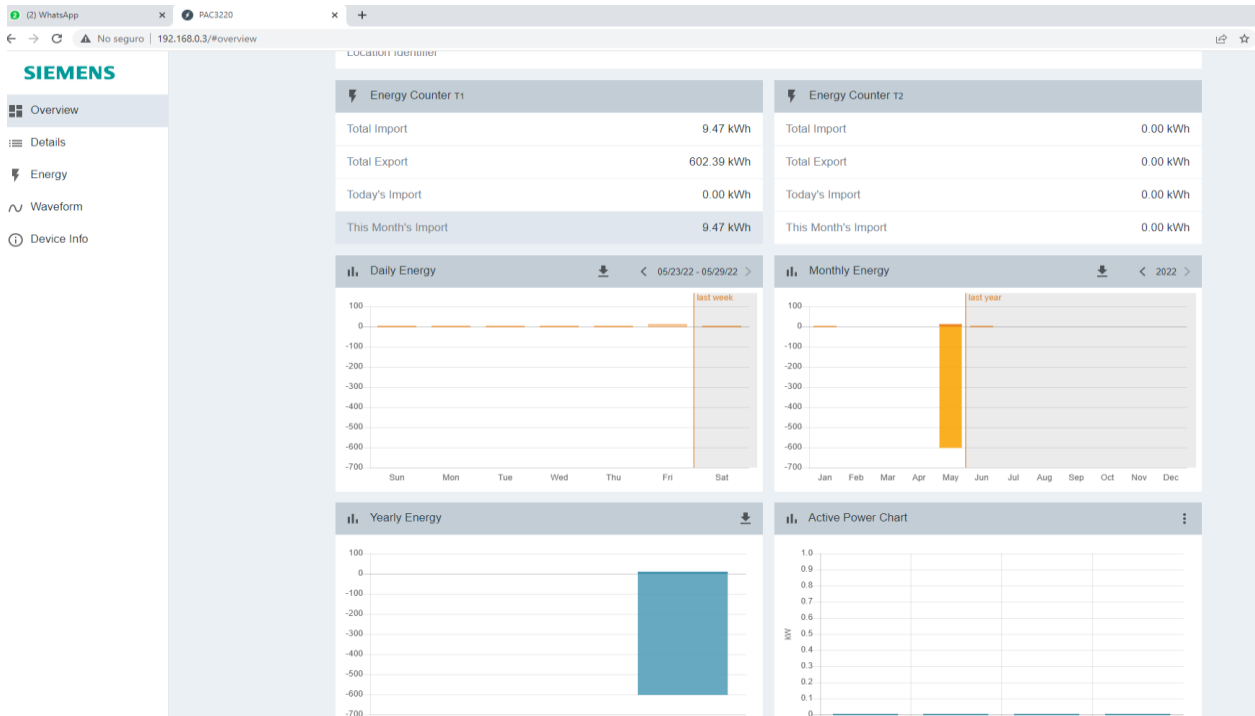 2 (2) WhatsApp × PAC3220 × +
No seguro | 192.168.0.3/#overview
SIEMENS
Overview
Details
Energy
Waveform
Device Info
Location Identifier
Energy Counter T1
Total Import 9.47 kWh
Total Export 602.39 kWh
Today's Import 0.00 kWh
This Month's Import 9.47 kWh
Energy Counter T2
Total Import 0.00 kWh
Total Export 0.00 kWh
Today's Import 0.00 kWh
This Month's Import 0.00 kWh
Daily Energy 05/23/22 - 05/29/22
last week
100
0
-100
-200
-300
-400
-500
-600
-700
Sun Mon Tue Wed Thu Fri Sat
Monthly Energy 2022
last year
100
0
-100
-200
-300
-400
-500
-600
-700
Jan Feb Mar Apr May Jun Jul Aug Sep Oct Nov Dec
Yearly Energy
100
0
-100
-200
-300
-400
-500
-600
-700
Active Power Chart
kW
1.0
0.9
0.8
0.7
0.6
0.5
0.4
0.3
0.2
0.1
0